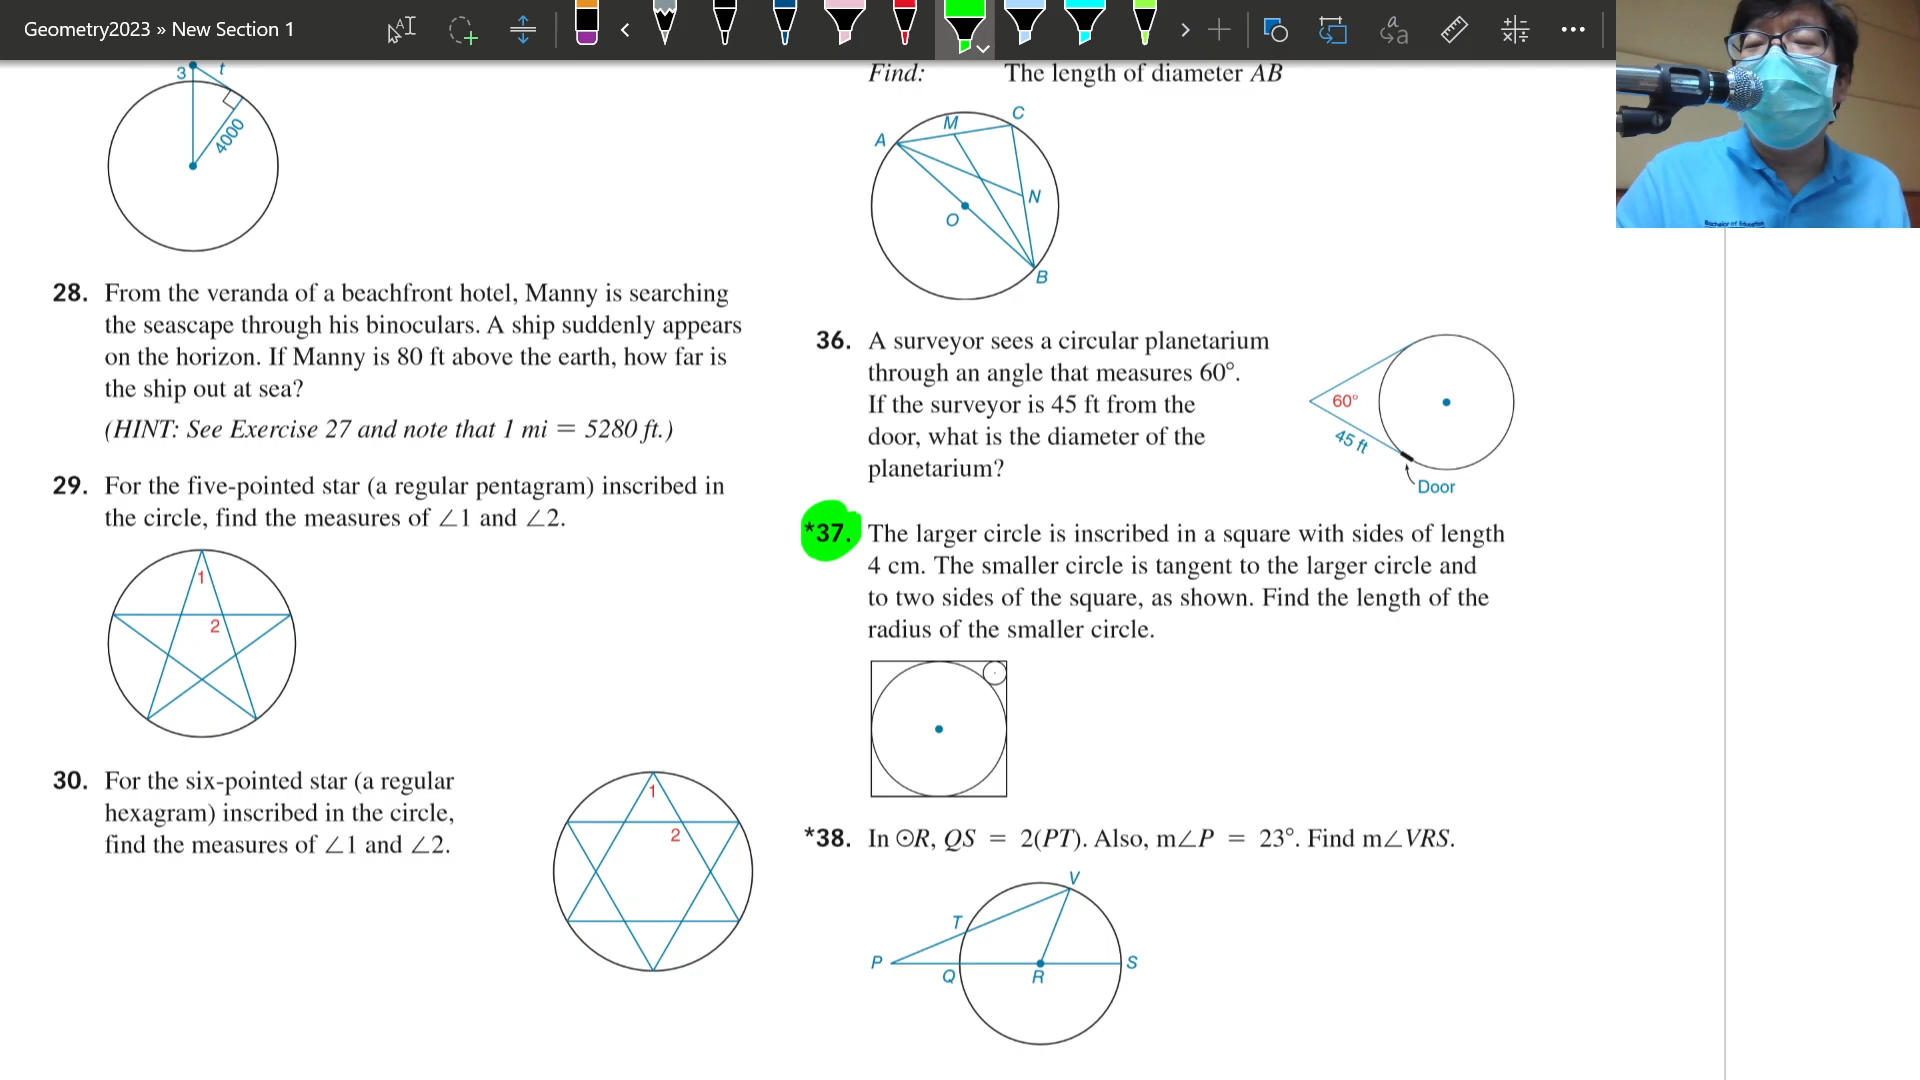 Geometry2023 » New Section 1
3
t
4000
28. From the veranda of a beachfront hotel, Manny is searching
the seascape through his binoculars. A ship suddenly appears
on the horizon. If Manny is 80 ft above the earth, how far is
the ship out at sea?
(HINT: See Exercise 27 and note that 1 mi = 5280 ft.)
29. For the five-pointed star (a regular pentagram) inscribed in
the circle, find the measures of ∠1 and ∠2.
1
2
30. For the six-pointed star (a regular
hexagram) inscribed in the circle,
find the measures of ∠1 and ∠2.
1
2
Find: The length of diameter AB
A
M
C
N
O
B
36. A surveyor sees a circular planetarium
through an angle that measures 60°.
If the surveyor is 45 ft from the
door, what is the diameter of the
planetarium?
60°
45 ft
Door
*37. The larger circle is inscribed in a square with sides of length
4 cm. The smaller circle is tangent to the larger circle and
to two sides of the square, as shown. Find the length of the
radius of the smaller circle.
*38. In ⊙R, QS = 2(PT). Also, m∠P = 23°. Find m∠VRS.
V
T
P
Q
R
S
Bachelor of Education